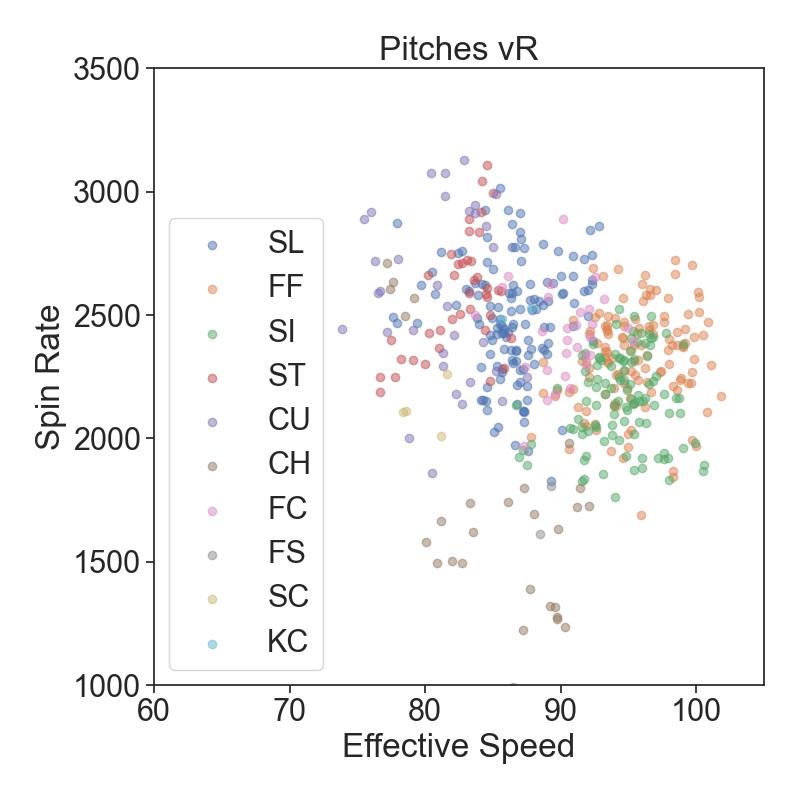 Pitches vR
3500
3000
2500
2000
1500
1000
Spin Rate
SL
FF
SI
ST
CU
CH
FC
FS
SC
KC
60 70 80 90 100
Effective Speed